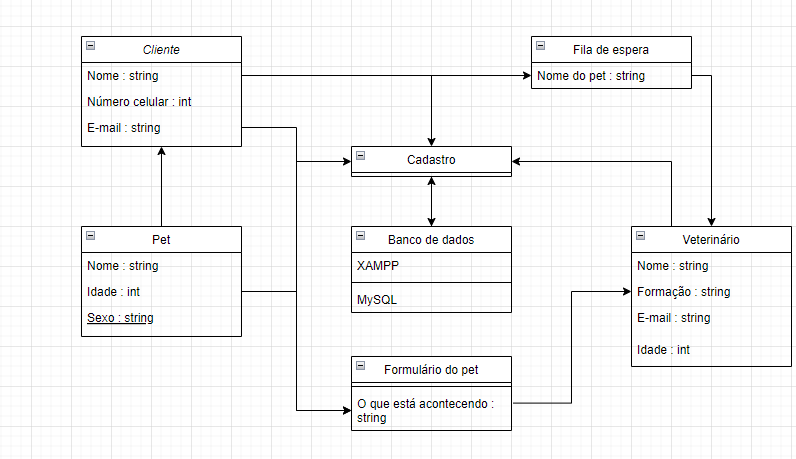 Cliente
Nome : string
Número celular : int
E-mail : string
Fila de espera
Nome do pet : string
Cadastro
Pet
Nome : string
Idade : int
Sexo : string
Banco de dados
XAMPP
MySQL
Veterinário
Nome : string
Formação : string
E-mail : string
Idade : int
Formulário do pet
O que está acontecendo :
string